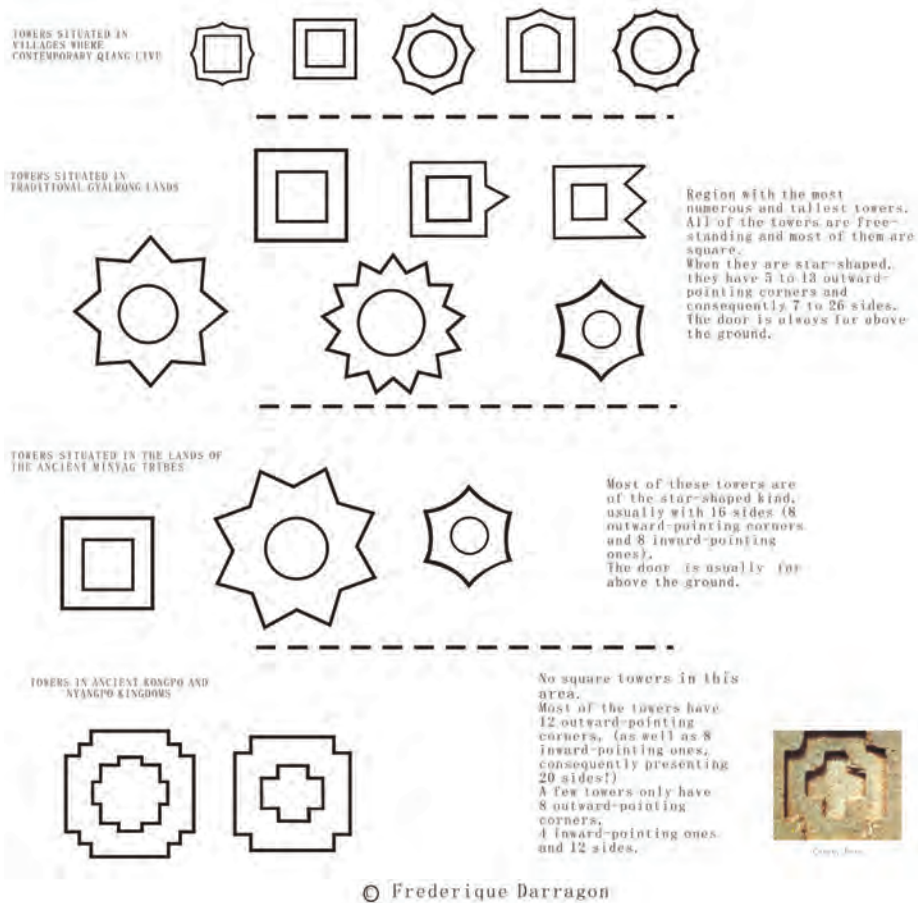 TOWERS SITUATED IN
VILLAGES WHERE
CONTEMPORARY QIANG LIVE
TOWERS SITUATED IN
TRADITIONAL GYALRONG LANDS
Region with the most
numerous and tallest towers.
All of the towers are free-
standing and most of them are
square.
When they are star-shaped,
they have 5 to 13 outward-
pointing corners and
consequently 7 to 26 sides.
The door is always far above
the ground.
TOWERS SITUATED IN THE LANDS OF
THE ANCIENT MINYAG TRIBES
Most of these towers are
of the star-shaped kind,
usually with 16 sides (8
outward-pointing corners
and 8 inward-pointing
ones).
The door is usually far
above the ground.
TOWERS IN ANCIENT KONGPO AND
NYANGPO KINGDOMS
No square towers in this
area.
Most of the towers have
12 outward-pointing
corners, (as well as 8
inward-pointing ones,
consequently presenting
20 sides!)
A few towers only have
8 outward-pointing
corners,
4 inward-pointing ones
and 12 sides.
© Frederique Darragon